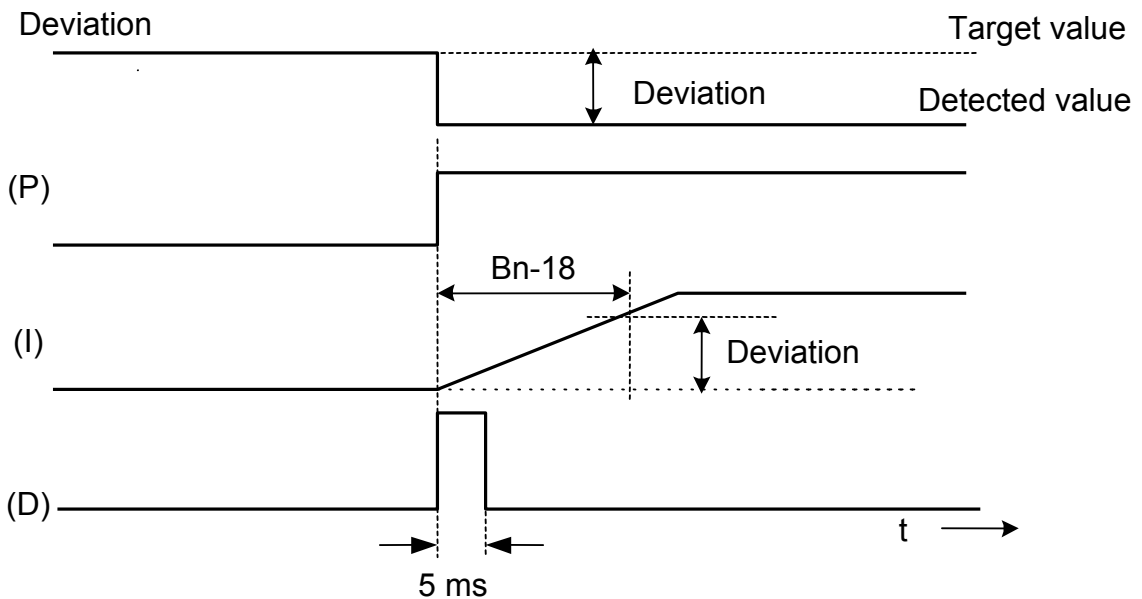 Deviation
Target value
Deviation
Detected value
(P)
Bn-18
(I)
Deviation
(D)
t
5 ms